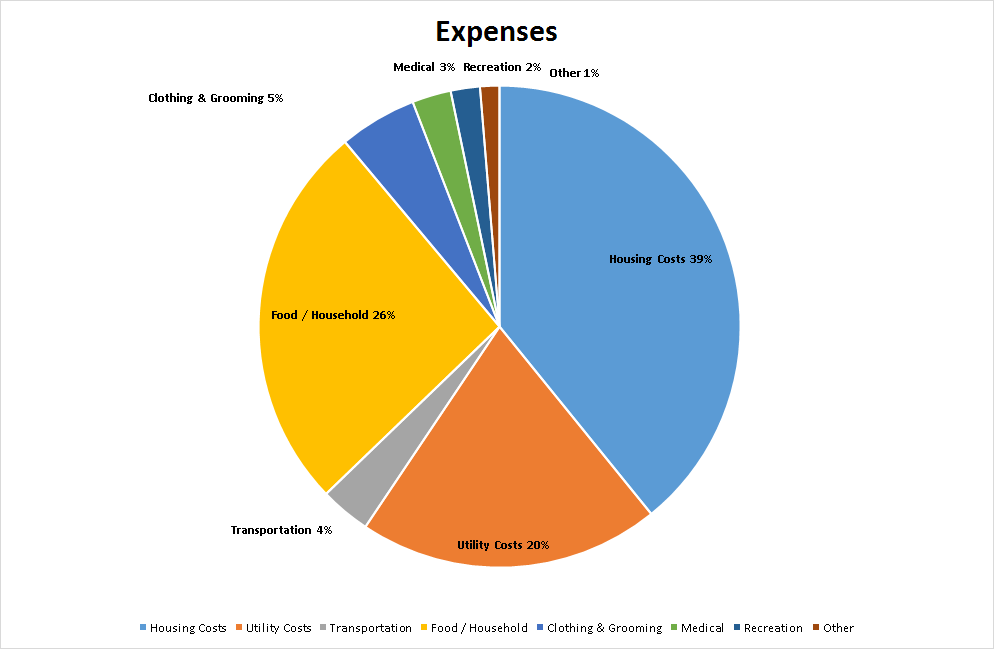 Expenses
Medical 3% Recreation 2% Other 1%
Clothing & Grooming 5%
Housing Costs 39%
Food / Household 26%
Transportation 4%
Utility Costs 20%
Housing Costs Utility Costs Transportation Food / Household Clothing & Grooming Medical Recreation Other